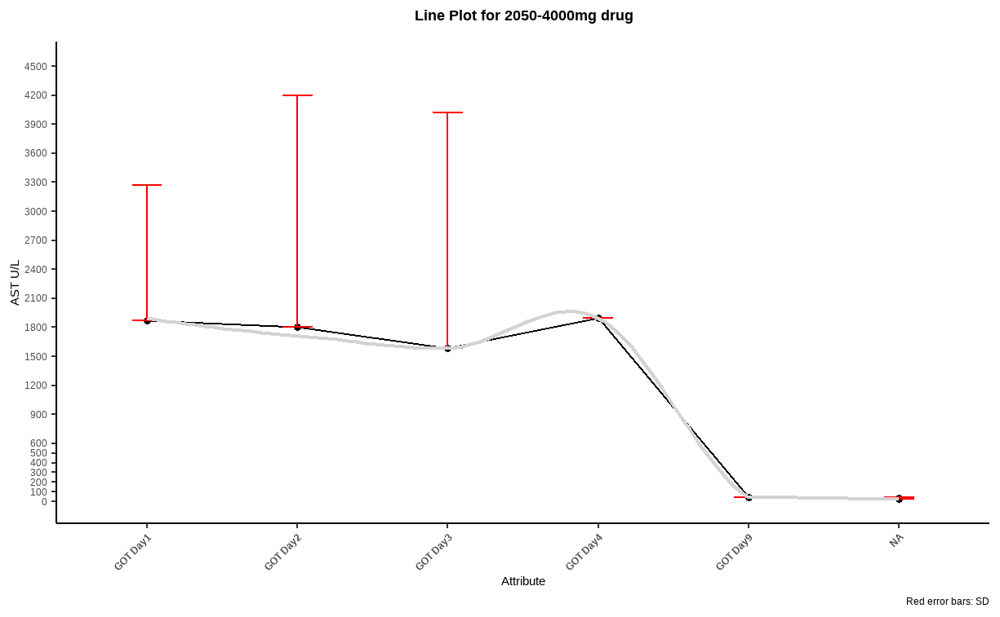 Line Plot for 2050-4000mg drug
AST U/L
4500
4200
3900
3600
3300
3000
2700
2400
2100
1800
1500
1200
900
600
500
400
300
200
100
0
GOT Day1
GOT Day2
GOT Day3
GOT Day4
GOT Day9
NA
Attribute
Red error bars: SD